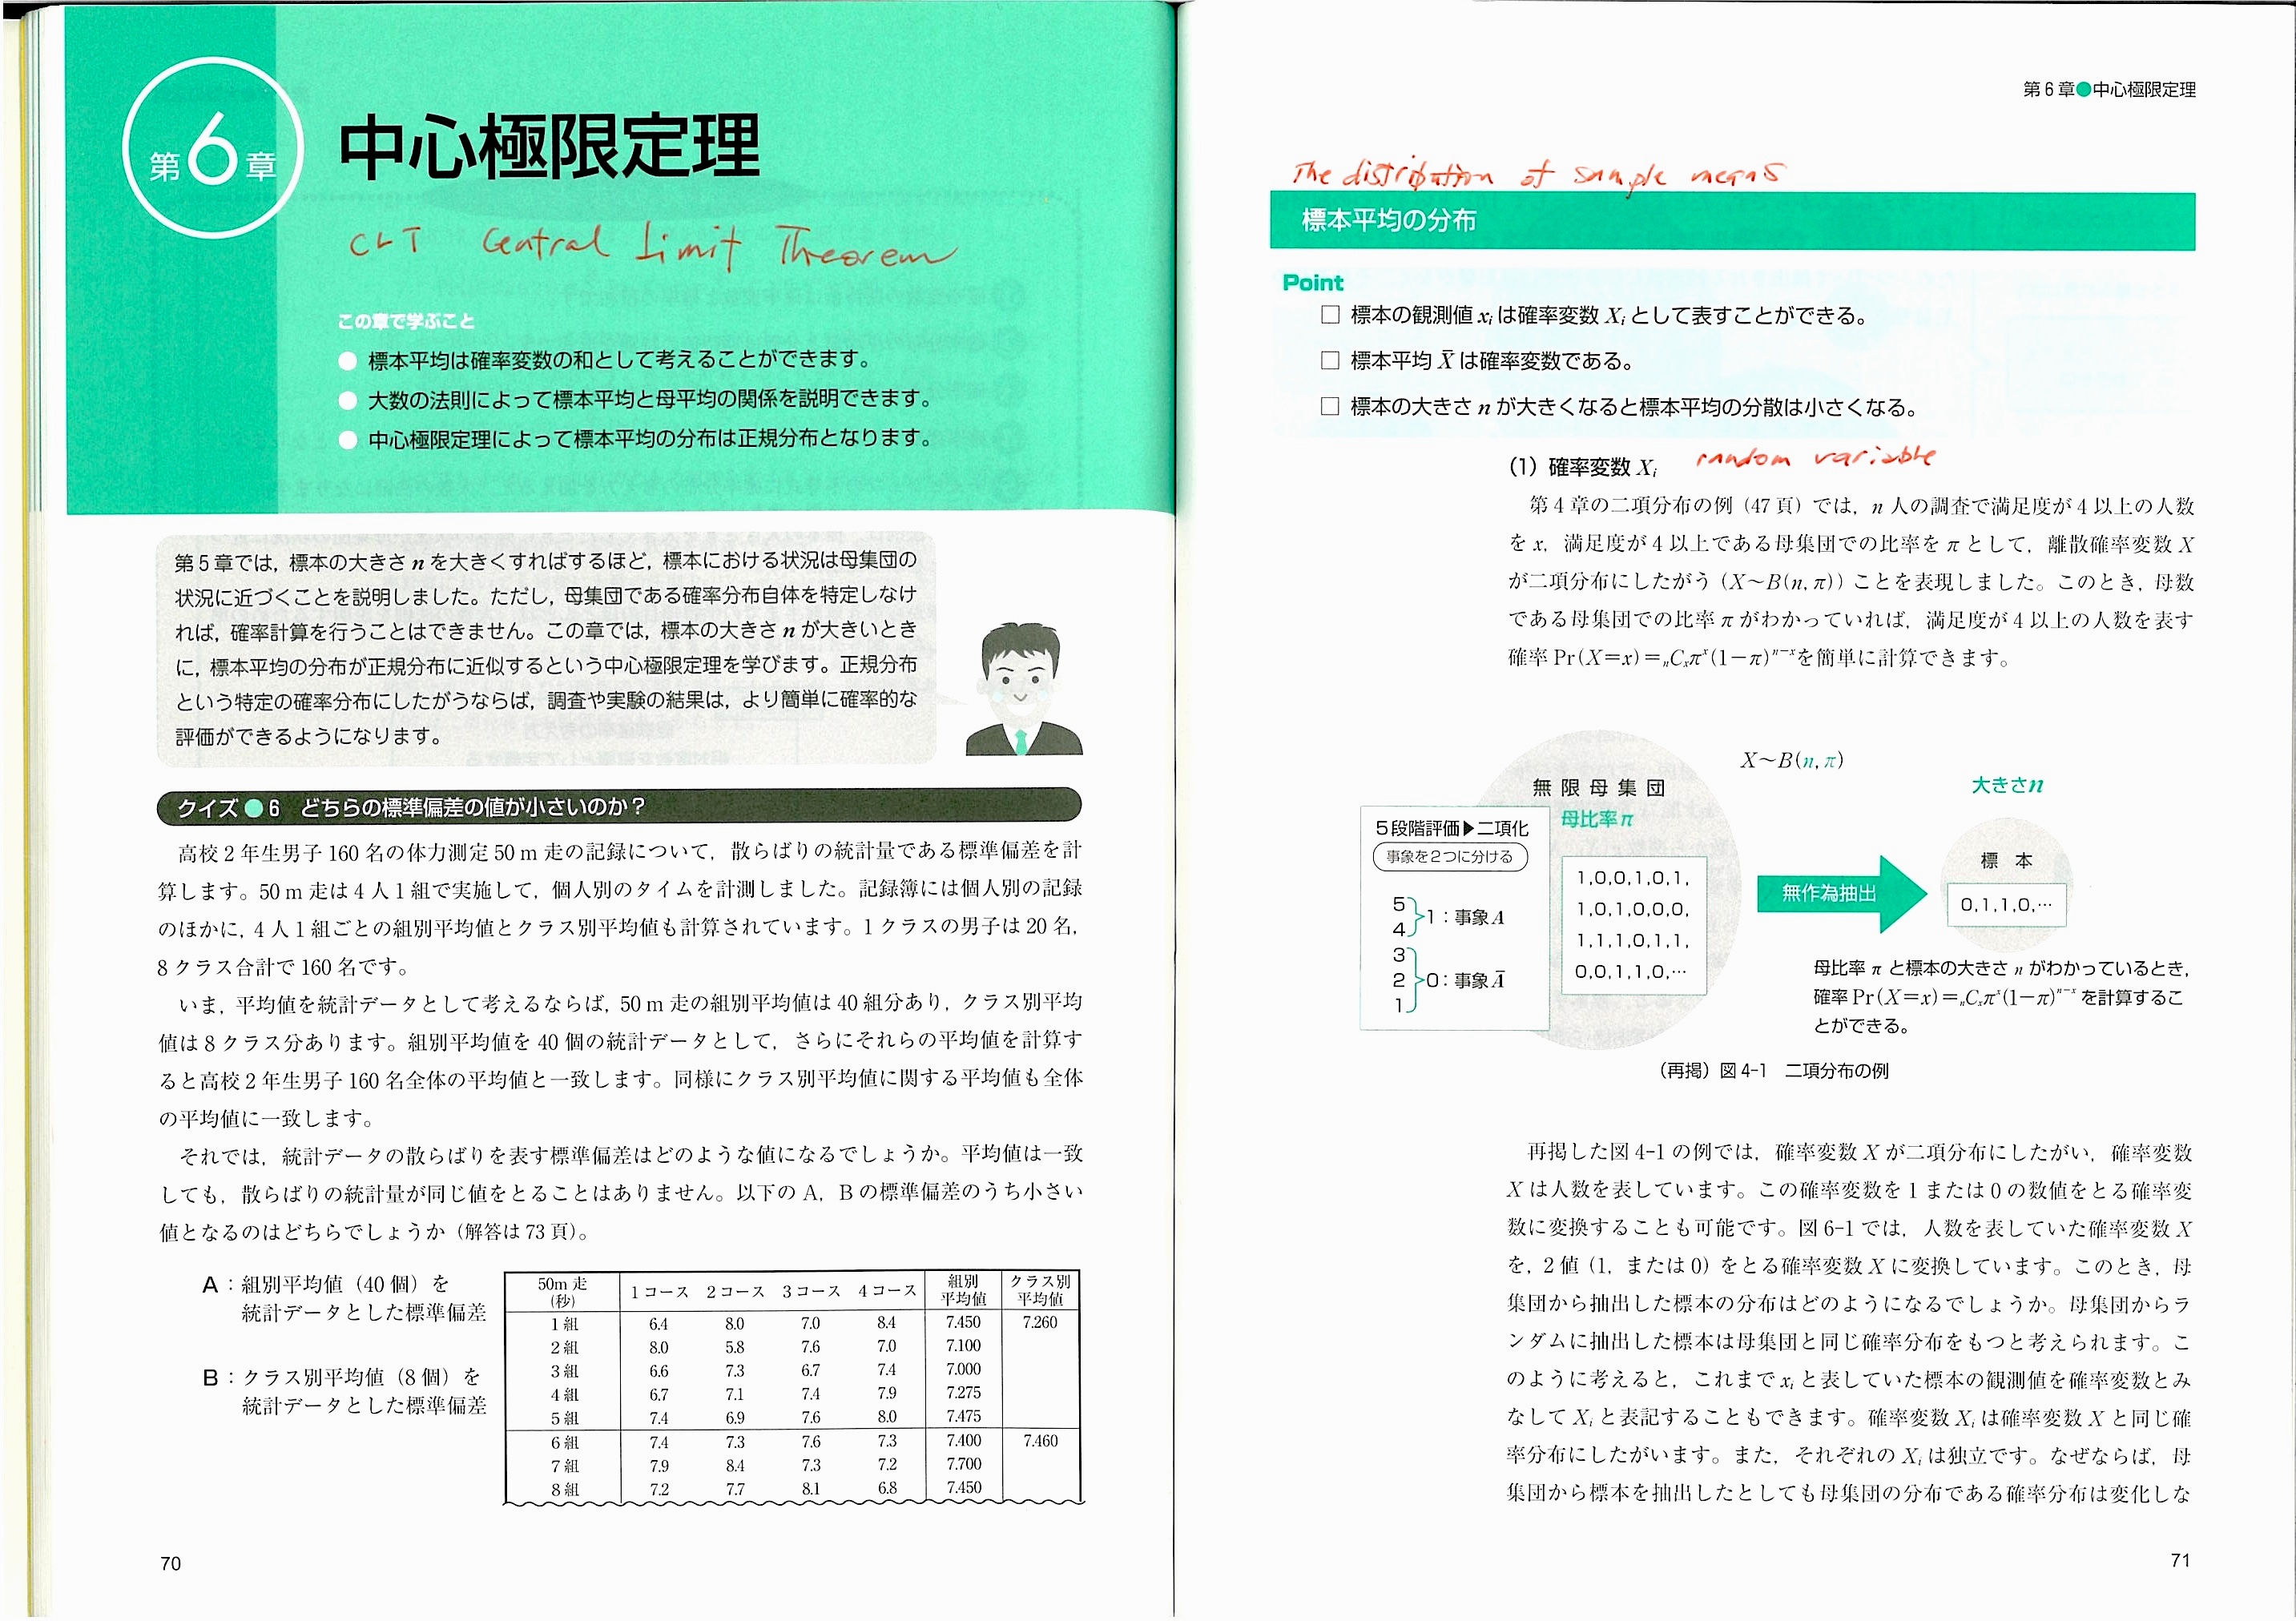 第6章
中心極限定理
CLT Central Limit Theorem
この章で学ぶこと
● 標本平均は確率変数の和として考えることができます。
● 大数の法則によって標本平均と母平均の関係を説明できます。
● 中心極限定理によって標本平均の分布は正規分布となります。
第5章では，標本の大きさ n を大きくすればするほど，標本における状況は母集団の
状況に近づくことを説明しました。ただし，母集団である確率分布自体を特定しなけ
れば，確率計算を行うことはできません。この章では，標本の大きさ n が大きいとき
に，標本平均の分布が正規分布に近似するという中心極限定理を学びます。正規分布
という特定の確率分布にしたがうならば，調査や実験の結果は，より簡単に確率的な
評価ができるようになります。
クイズ●6 どちらの標準偏差の値が小さいのか？
高校2年生男子160名の体力測定50m走の記録について，散らばりの統計量である標準偏差を計
算します。50m走は4人1組で実施して，個人別のタイムを計測しました。記録簿には個人別の記録
のほかに，4人1組ごとの組別平均値とクラス別平均値も計算されています。1クラスの男子は20名，
8クラス合計で160名です。
いま，平均値を統計データとして考えるならば，50m走の組別平均値は40組分あり，クラス別平均
値は8クラス分あります。組別平均値を40個の統計データとして，さらにそれらの平均値を計算す
ると高校2年生男子160名全体の平均値と一致します。同様にクラス別平均値に関する平均値も全体
の平均値に一致します。
それでは，統計データの散らばりを表す標準偏差はどのような値になるでしょうか。平均値は一致
しても，散らばりの統計量が同じ値をとることはありません。以下のA，Bの標準偏差のうち小さい
値となるのはどちらでしょうか（解答は73頁）。
A：組別平均値（40個）を
統計データとした標準偏差
B：クラス別平均値（8個）を
統計データとした標準偏差
50m走（秒） 1コース 2コース 3コース 4コース 組別平均値 クラス別平均値
1組 6.4 8.0 7.0 8.4 7.450 7.260
2組 8.0 5.8 7.6 7.0 7.100
3組 6.6 7.3 6.7 7.4 7.000
4組 6.7 7.1 7.4 7.9 7.275
5組 7.4 6.9 7.6 8.0 7.475
6組 7.4 7.3 7.6 7.3 7.400 7.460
7組 7.9 8.4 7.3 7.2 7.700
8組 7.2 7.7 8.1 6.8 7.450
70
第6章●中心極限定理
The distribution of sample means
標本平均の分布
Point
□ 標本の観測値 xᵢ は確率変数 Xᵢ として表すことができる。
□ 標本平均 X̄ は確率変数である。
□ 標本の大きさ n が大きくなると標本平均の分散は小さくなる。
（1）確率変数 Xᵢ random variable
第4章の二項分布の例（47頁）では，n 人の調査で満足度が4以上の人数
を x，満足度が4以上である母集団での比率を π として，離散確率変数 X
が二項分布にしたがう（X～B(n, π)）ことを表現しました。このとき，母数
である母集団での比率 π がわかっていれば，満足度が4以上の人数を表す
確率 Pr(X＝x)＝ₙCₓπˣ(1－π)ⁿ⁻ˣ を簡単に計算できます。
X～B(n, π)
無限母集団
母比率 π
5段階評価▶二項化
事象を2つに分ける
5
4
1：事象A
3
2
1
0：事象Ā
1,0,0,1,0,1,
1,0,1,0,0,0,
1,1,1,0,1,1,
0,0,1,1,0,…
無作為抽出
大きさn
標本
0,1,1,0,…
母比率 π と標本の大きさ n がわかっているとき，
確率 Pr(X＝x)＝ₙCₓπˣ(1－π)ⁿ⁻ˣ を計算するこ
とができる。
（再掲）図4-1 二項分布の例
再掲した図4-1の例では，確率変数 X が二項分布にしたがい，確率変数
X は人数を表しています。この確率変数を1または0の数値をとる確率変
数に変換することも可能です。図6-1では，人数を表していた確率変数 X
を，2値（1，または0）をとる確率変数 X に変換しています。このとき，母
集団から抽出した標本の分布はどのようになるでしょうか。母集団からラ
ンダムに抽出した標本は母集団と同じ確率分布をもつと考えられます。こ
のように考えると，これまで xᵢ と表していた標本の観測値を確率変数とみ
なして Xᵢ と表記することもできます。確率変数 Xᵢ は確率変数 X と同じ確
率分布にしたがいます。また，それぞれの Xᵢ は独立です。なぜならば，母
集団から標本を抽出したとしても母集団の分布である確率分布は変化しな
71